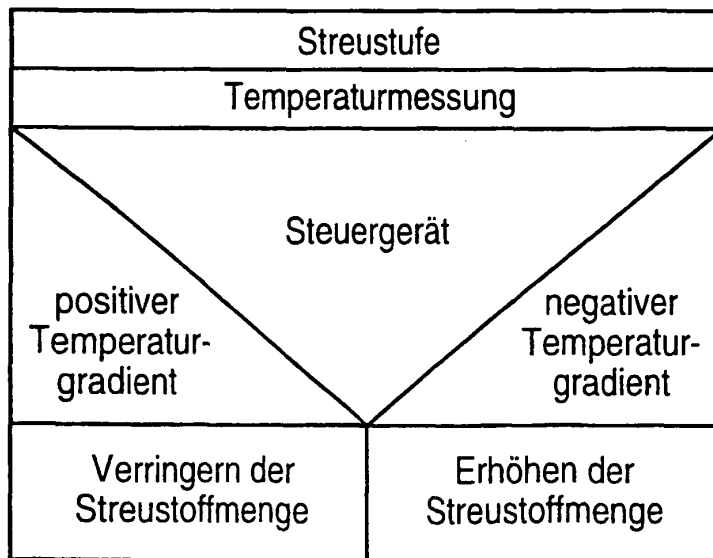 Streustufe
Temperaturmessung
Steuergerät
positiver
Temperatur-
gradient
negativer
Temperatur-
gradient
Verringern der
Streustoffmenge
Erhöhen der
Streustoffmenge